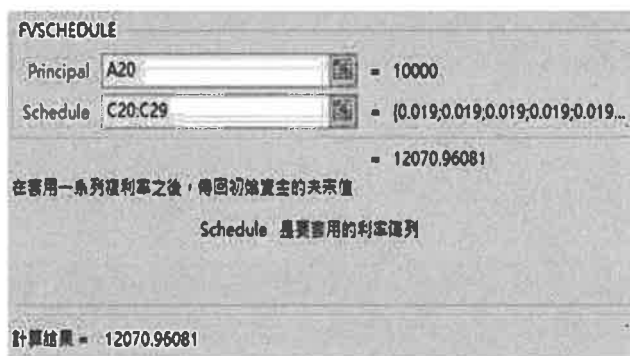 FVSCHEDULE
Principal A20 = 10000
Schedule C20:C29 = {0.019;0.019;0.019;0.019;0.019...
= 12070.96081
在套用一系列複利率之後，傳回初始資金的未來值
Schedule 是要套用的利率陣列
計算結果 = 12070.96081